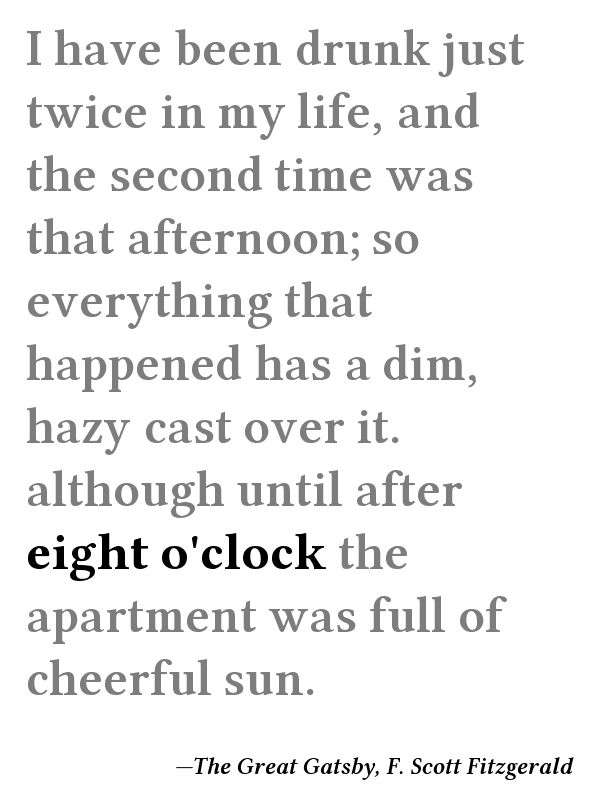 I have been drunk just
twice in my life, and
the second time was
that afternoon; so
everything that
happened has a dim,
hazy cast over it.
although until after
eight o'clock the
apartment was full of
cheerful sun.
—The Great Gatsby, F. Scott Fitzgerald